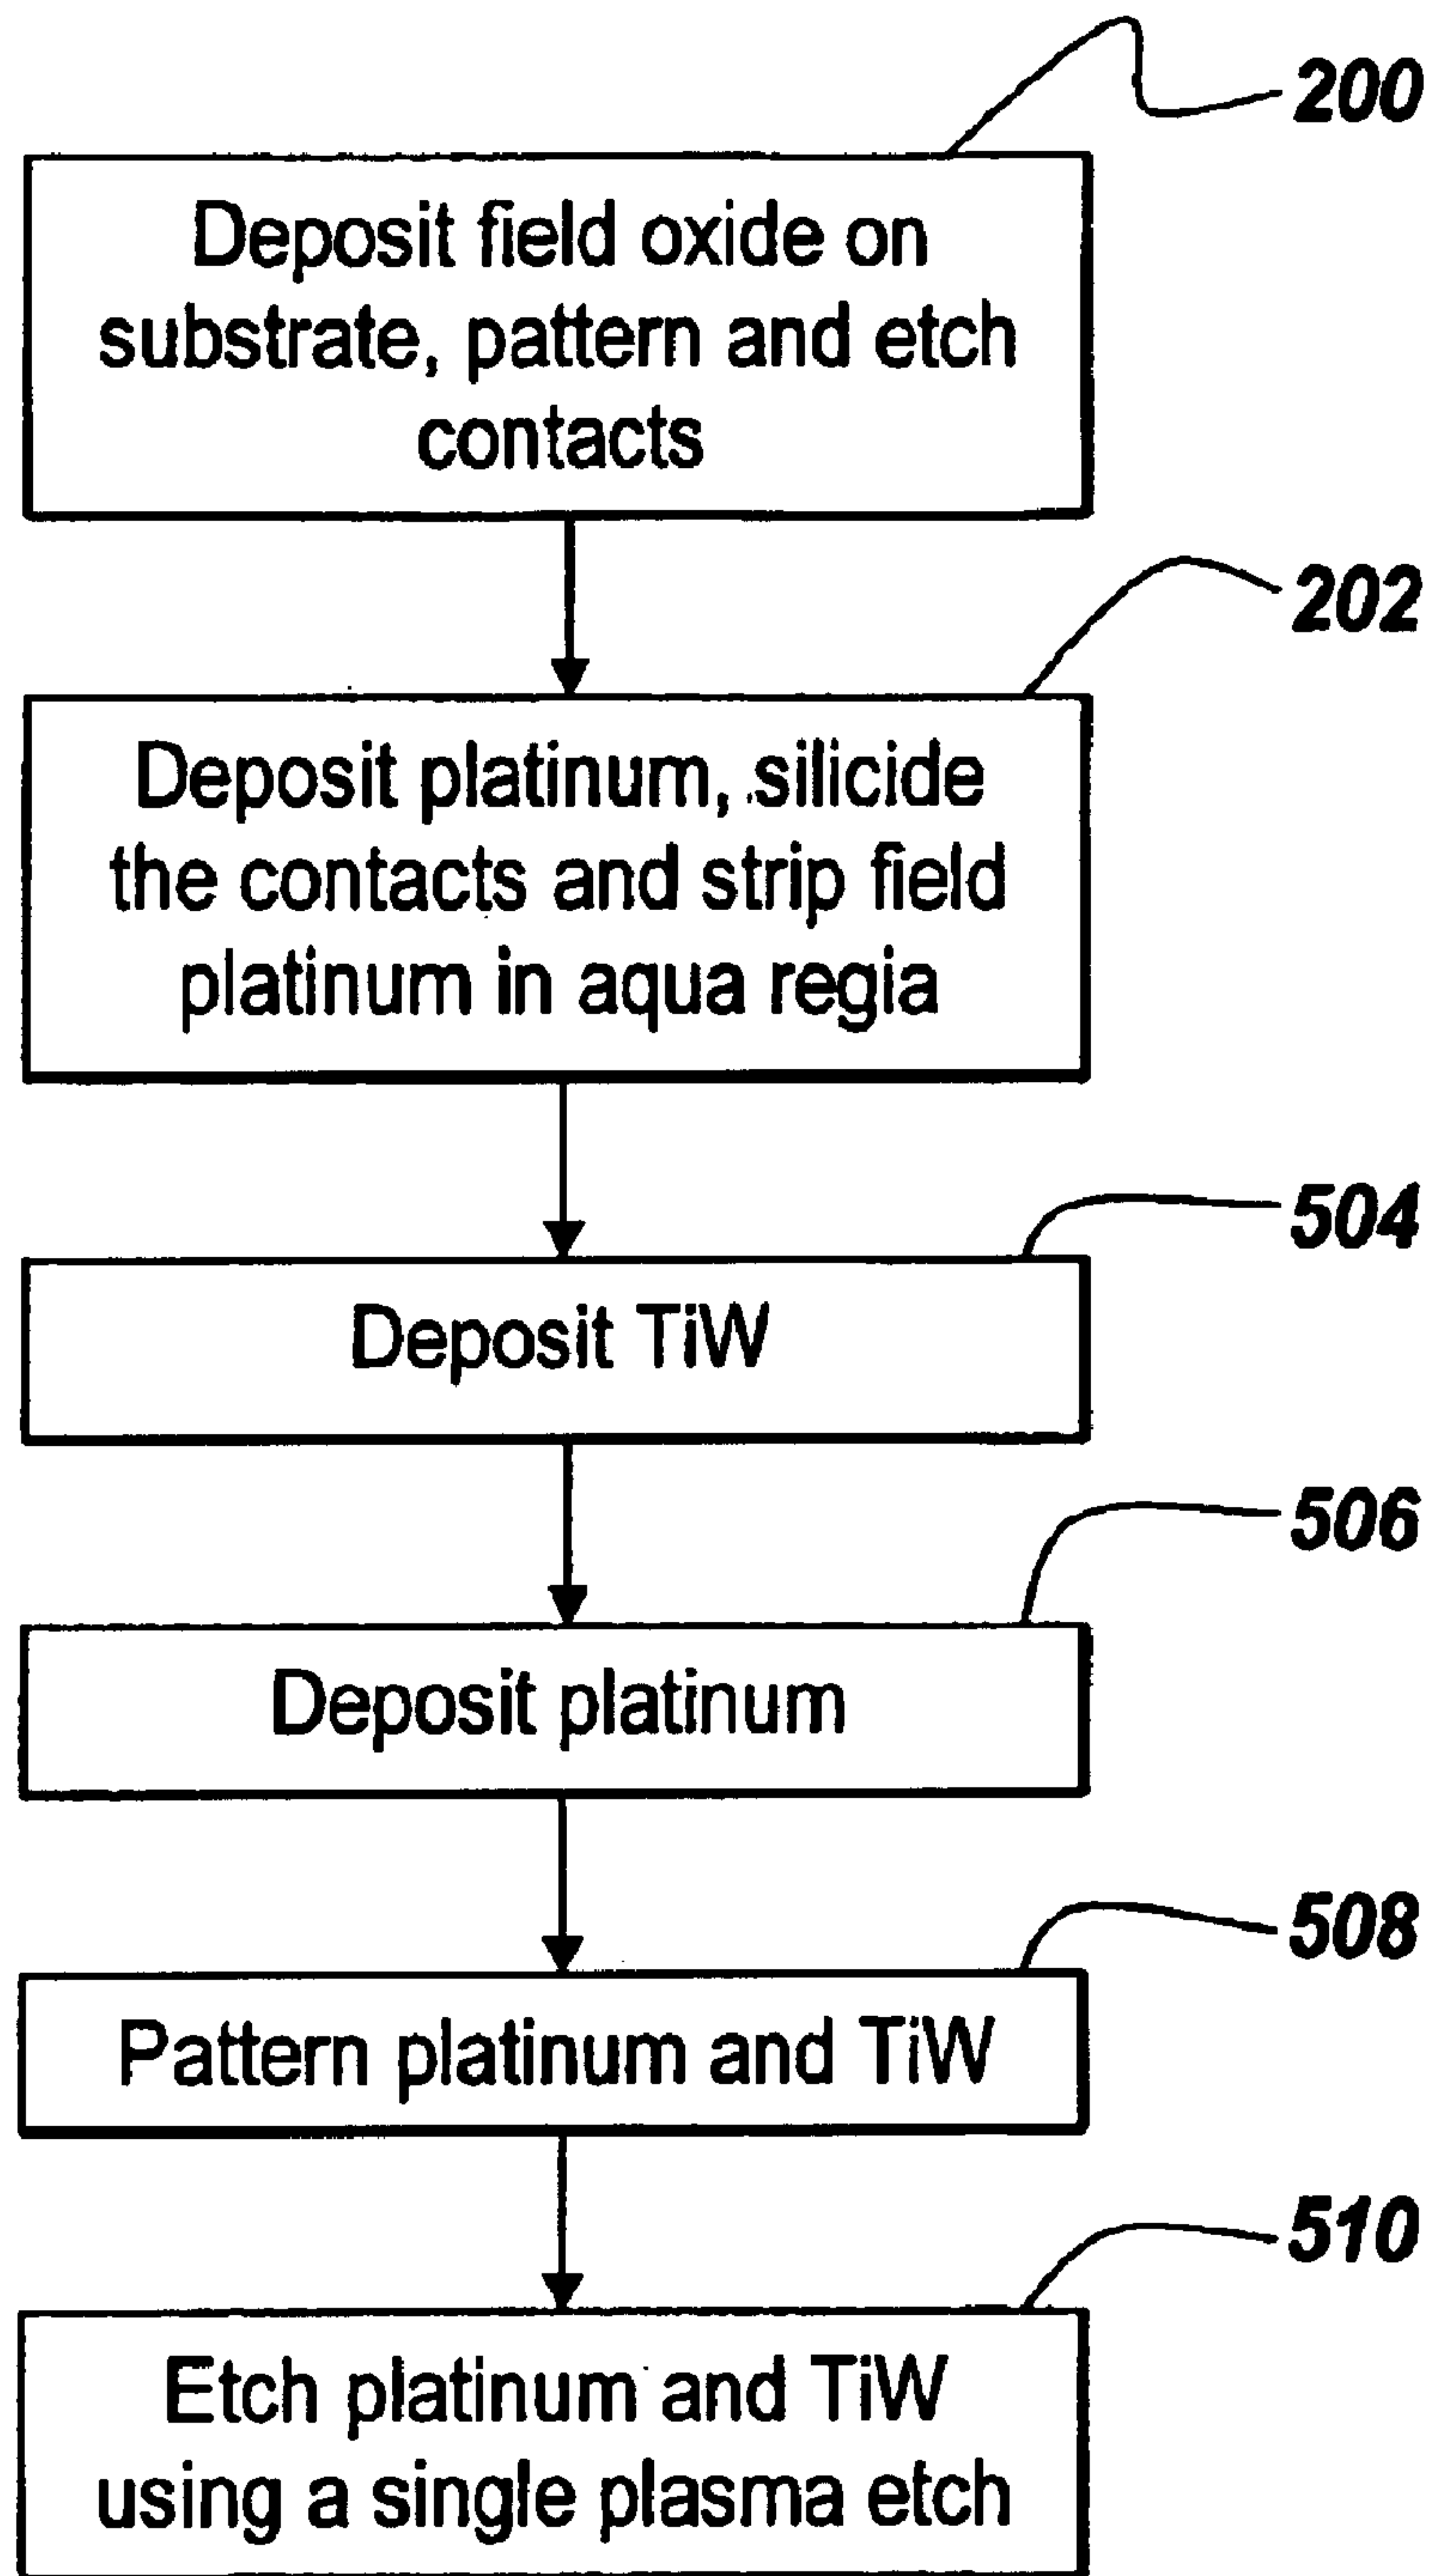 200
Deposit field oxide on
substrate, pattern and etch
contacts
202
Deposit platinum, silicide
the contacts and strip field
platinum in aqua regia
504
Deposit TiW
506
Deposit platinum
508
Pattern platinum and TiW
510
Etch platinum and TiW
using a single plasma etch